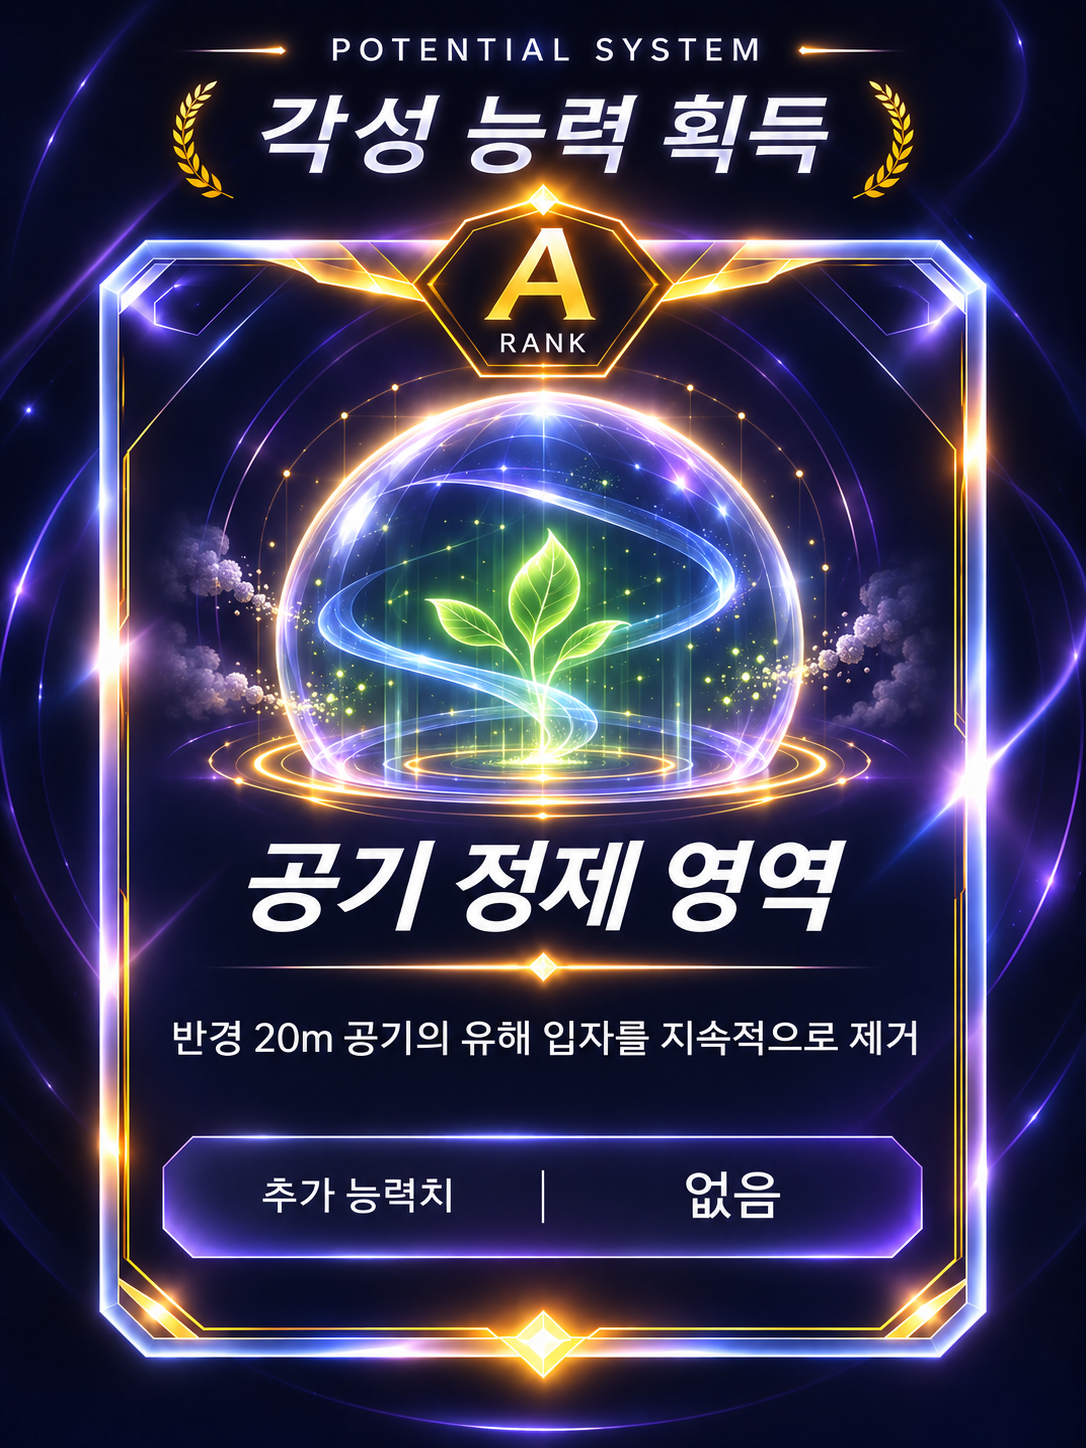 POTENTIAL SYSTEM
각성 능력 획득
A
RANK
공기 정제 영역
반경 20m 공기의 유해 입자를 지속적으로 제거
추가 능력치 없음